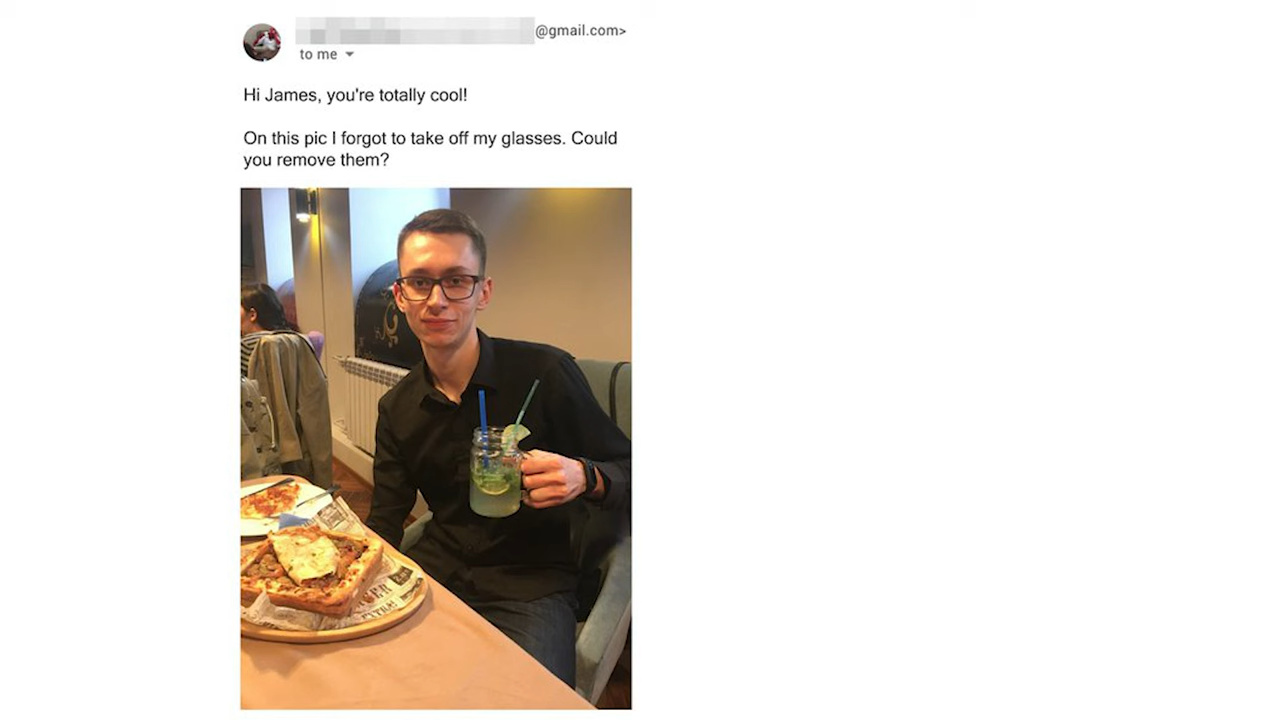 @gmail.com>
to me
Hi James, you're totally cool!
On this pic I forgot to take off my glasses. Could
you remove them?